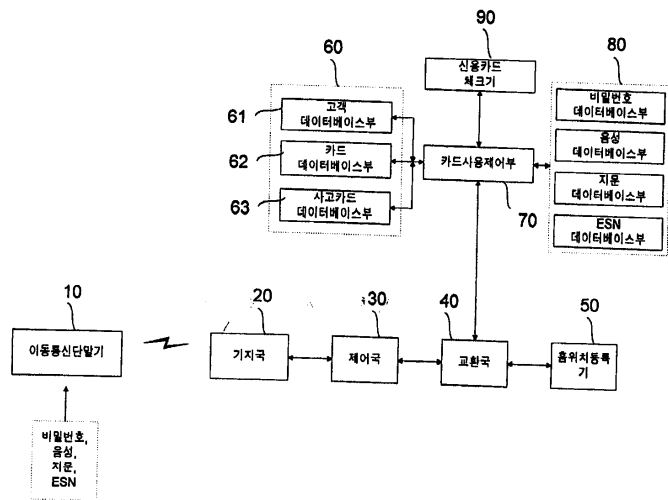 90
60
80
신용카드
체크기
61
고객
데이터베이스부
62
카드
데이터베이스부
63
사고카드
데이터베이스부
카드사용제어부
70
비밀번호
데이터베이스부
음성
데이터베이스부
지문
데이터베이스부
ESN
데이터베이스부
10
20
30
40
50
이동통신단말기
기지국
제어국
교환국
홈위치등록
기
비밀번호,
음성,
지문,
ESN